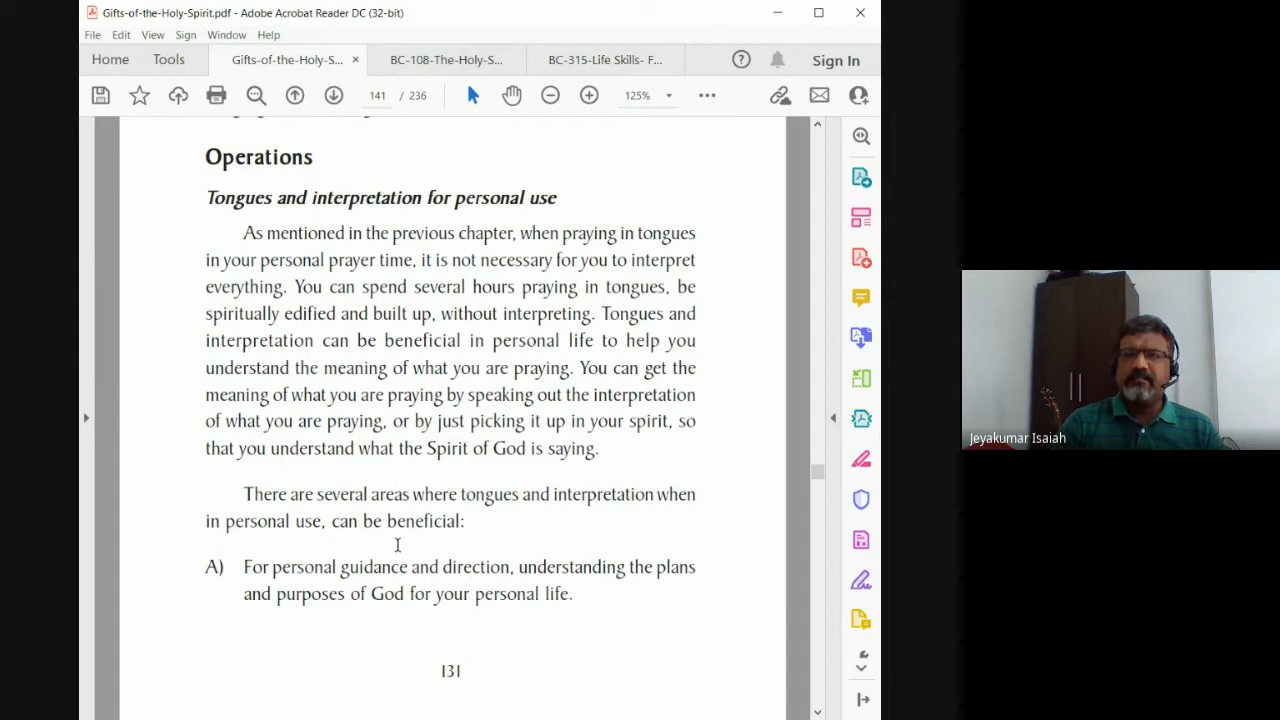 Gifts-of-the-Holy-Spirit.pdf - Adobe Acrobat Reader DC (32-bit)
File Edit View Sign Window Help
Home Tools Gifts-of-the-Holy-S... × BC-108-The-Holy-S... BC-315-Life Skills- F... Sign In
141 / 236 125%
Operations
Tongues and interpretation for personal use
As mentioned in the previous chapter, when praying in tongues
in your personal prayer time, it is not necessary for you to interpret
everything. You can spend several hours praying in tongues, be
spiritually edified and built up, without interpreting. Tongues and
interpretation can be beneficial in personal life to help you
understand the meaning of what you are praying. You can get the
meaning of what you are praying by speaking out the interpretation
of what you are praying, or by just picking it up in your spirit, so
that you understand what the Spirit of God is saying.
There are several areas where tongues and interpretation when
in personal use, can be beneficial:
A) For personal guidance and direction, understanding the plans
and purposes of God for your personal life.
131
Jeyakumar Isaiah